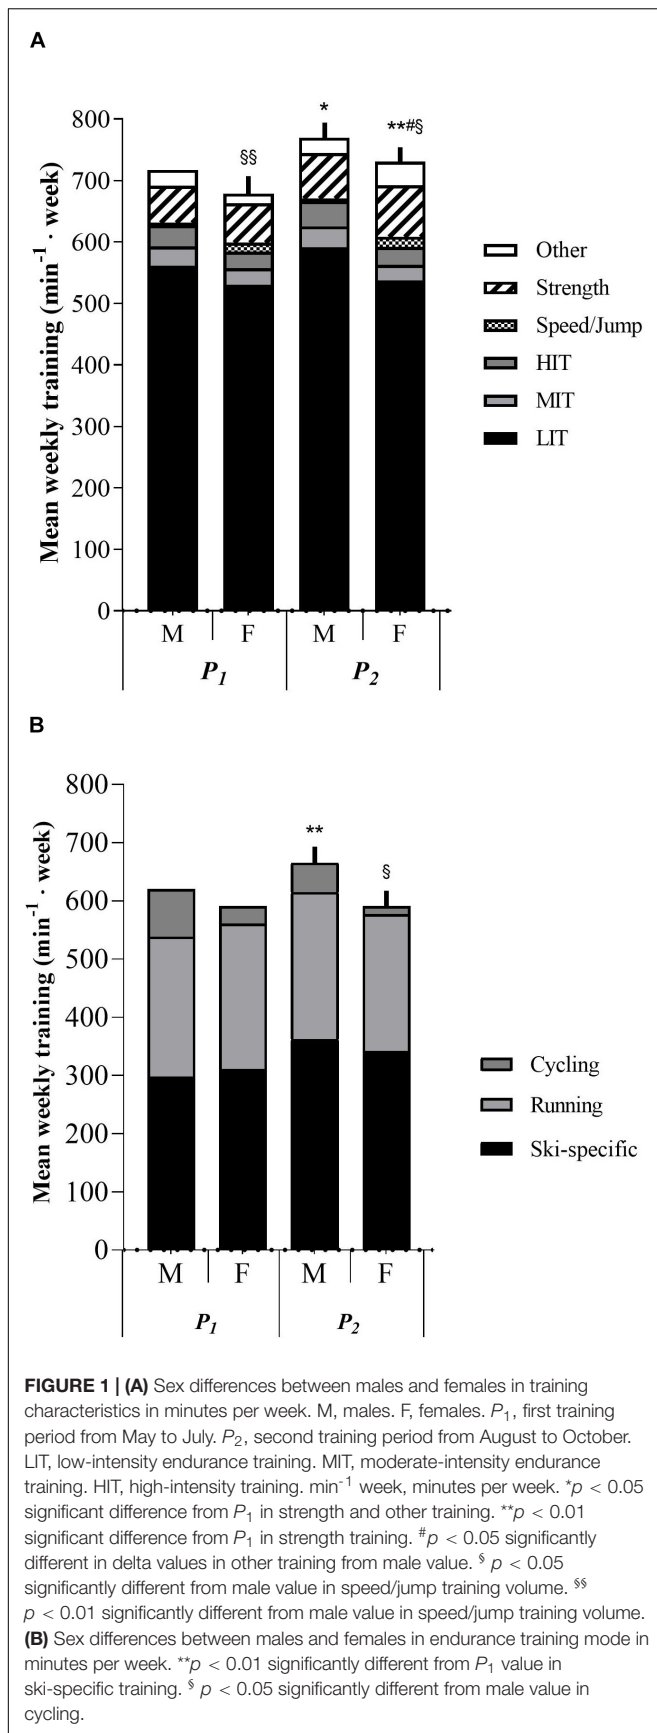 A
Mean weekly training (min-1 · week)
800
700
600
500
400
300
200
100
0
§§
*
**#§
Other
Strength
Speed/Jump
HIT
MIT
LIT
M F M F
P1 P2
B
Mean weekly training (min-1 · week)
800
700
600
500
400
300
200
100
0
**
§
Cycling
Running
Ski-specific
M F M F
P1 P2
FIGURE 1 | (A) Sex differences between males and females in training
characteristics in minutes per week. M, males. F, females. P1, first training
period from May to July. P2, second training period from August to October.
LIT, low-intensity endurance training. MIT, moderate-intensity endurance
training. HIT, high-intensity training. min-1 week, minutes per week. *p < 0.05
significant difference from P1 in strength and other training. **p < 0.01
significant difference from P1 in strength training. #p < 0.05 significantly
different in delta values in other training from male value. § p < 0.05
significantly different from male value in speed/jump training volume. §§
p < 0.01 significantly different from male value in speed/jump training volume.
(B) Sex differences between males and females in endurance training mode in
minutes per week. **p < 0.01 significantly different from P1 value in
ski-specific training. § p < 0.05 significantly different from male value in
cycling.